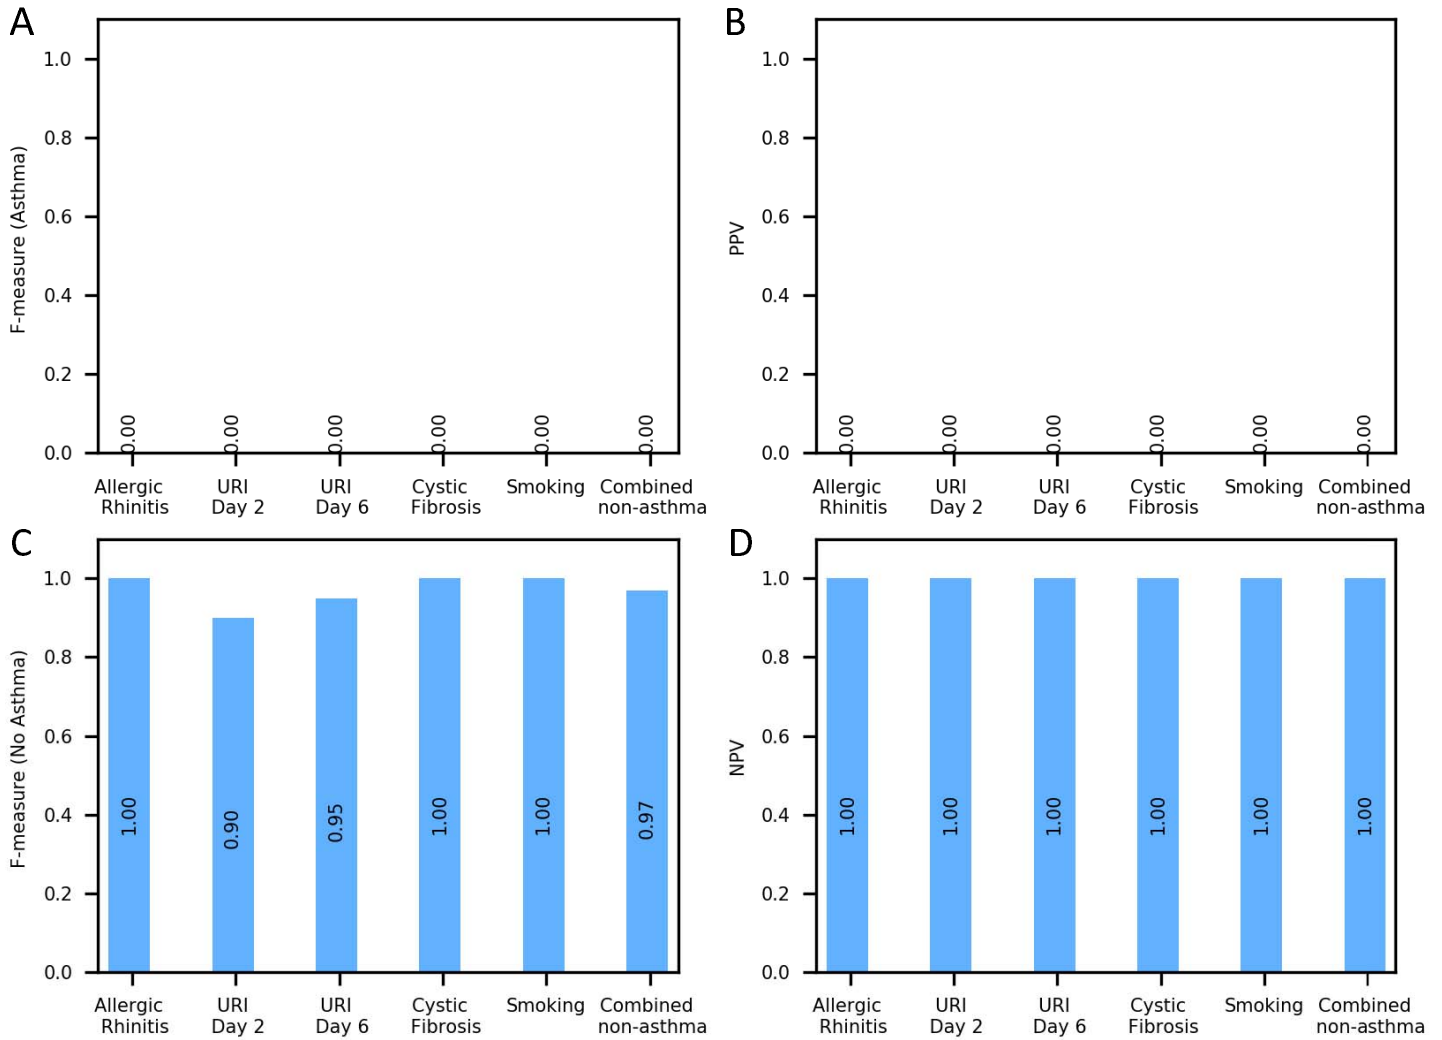 A
F-measure (Asthma)
1.0
0.8
0.6
0.4
0.2
0.0
0.00 0.00 0.00 0.00 0.00 0.00
Allergic Rhinitis
URI Day 2
URI Day 6
Cystic Fibrosis
Smoking
Combined non-asthma
B
PPV
1.0
0.8
0.6
0.4
0.2
0.0
0.00 0.00 0.00 0.00 0.00 0.00
Allergic Rhinitis
URI Day 2
URI Day 6
Cystic Fibrosis
Smoking
Combined non-asthma
C
F-measure (No Asthma)
1.0
0.8
0.6
0.4
0.2
0.0
1.00 0.90 0.95 1.00 1.00 0.97
Allergic Rhinitis
URI Day 2
URI Day 6
Cystic Fibrosis
Smoking
Combined non-asthma
D
NPV
1.0
0.8
0.6
0.4
0.2
0.0
1.00 1.00 1.00 1.00 1.00 1.00
Allergic Rhinitis
URI Day 2
URI Day 6
Cystic Fibrosis
Smoking
Combined non-asthma